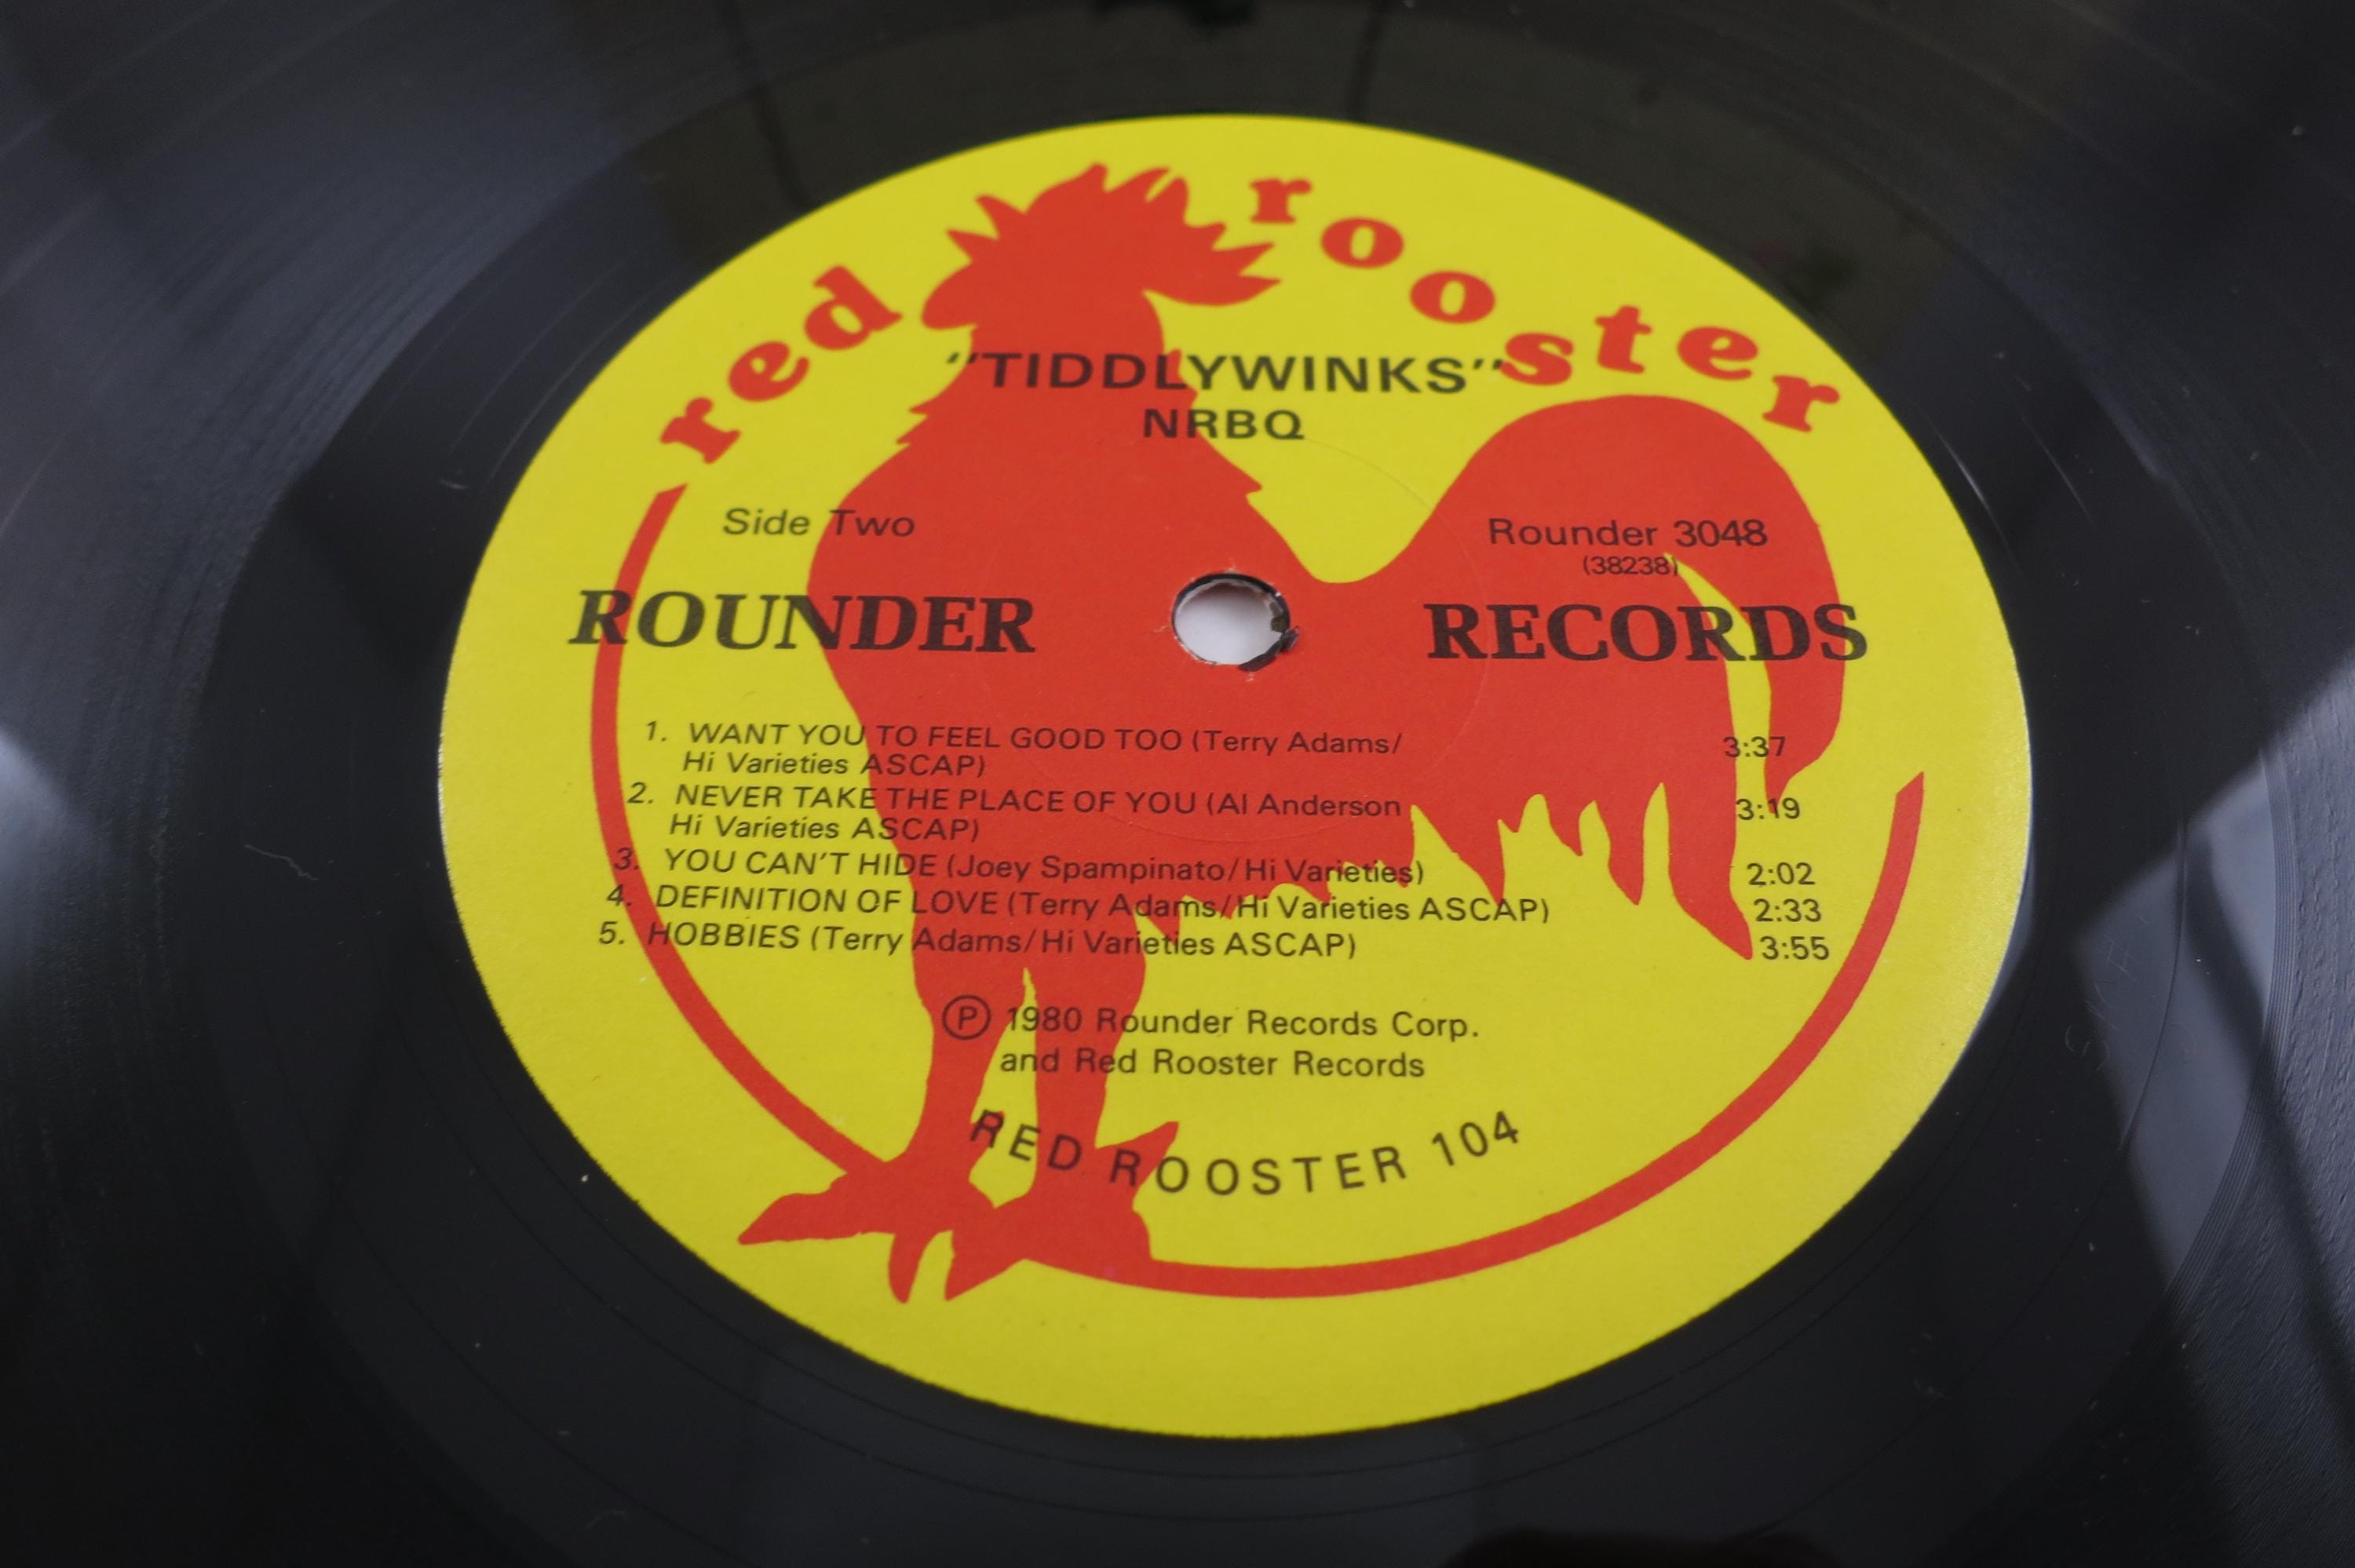 red rooster
"TIDDLYWINKS"
NRBQ
Side Two
Rounder 3048
(38238)
ROUNDER RECORDS
1. WANT YOU TO FEEL GOOD TOO (Terry Adams/ 3:37
Hi Varieties ASCAP)
2. NEVER TAKE THE PLACE OF YOU (Al Anderson 3:19
Hi Varieties ASCAP)
3. YOU CAN'T HIDE (Joey Spampinato/Hi Varieties) 2:02
4. DEFINITION OF LOVE (Terry Adams/Hi Varieties ASCAP) 2:33
5. HOBBIES (Terry Adams/Hi Varieties ASCAP) 3:55
Ⓟ 1980 Rounder Records Corp.
and Red Rooster Records
RED ROOSTER 104